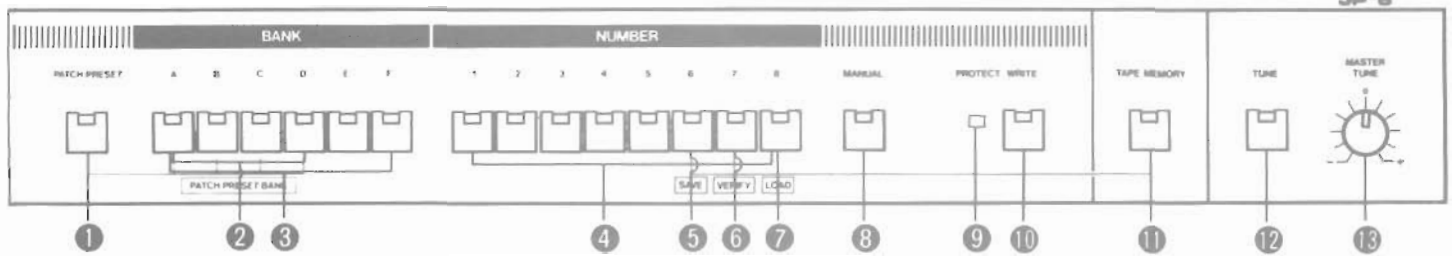 BANK NUMBER
PATCH PRESET A B C D E F 1 2 3 4 5 6 7 8 MANUAL PROTECT WRITE TAPE MEMORY TUNE MASTER TUNE
0
− +
PATCH PRESET BANK SAVE VERIFY LOAD
1 2 3 4 5 6 7 8 9 10 11 12 13